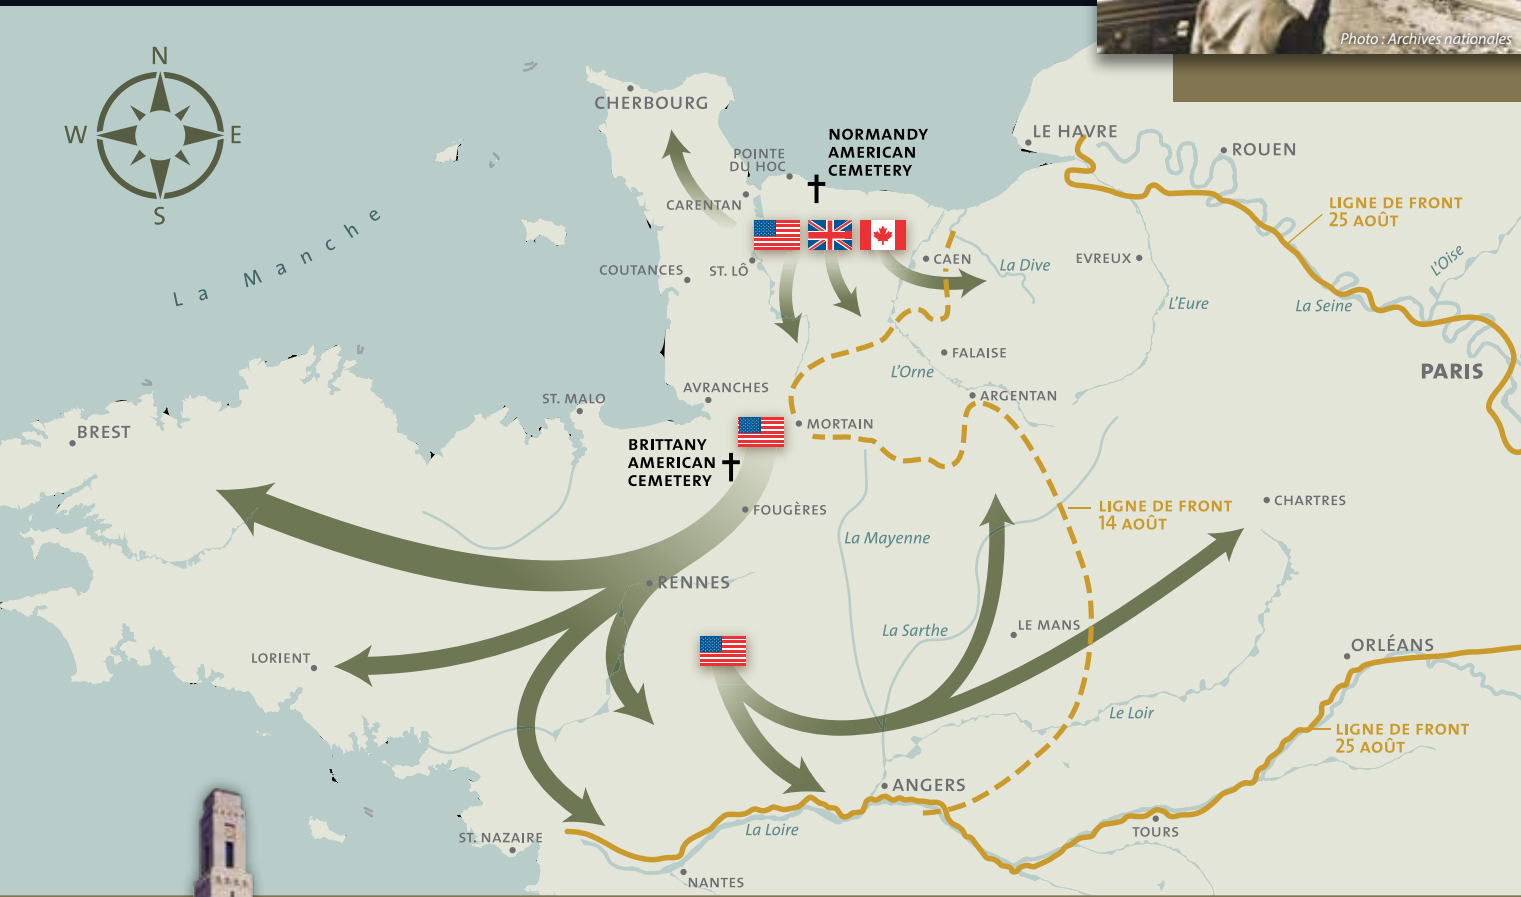 Photo : Archives nationales
N
W
E
S
La Manche
CHERBOURG
POINTE
DU HOC
NORMANDY
AMERICAN
CEMETERY
LE HAVRE
ROUEN
CARENTAN
LIGNE DE FRONT
25 AOÛT
COUTANCES
ST. LÔ
CAEN
La Dive
EVREUX
L'Oise
L'Eure
La Seine
FALAISE
L'Orne
PARIS
AVRANCHES
ST. MALO
ARGENTAN
MORTAIN
BREST
BRITTANY
AMERICAN
CEMETERY
FOUGÈRES
CHARTRES
LIGNE DE FRONT
14 AOÛT
La Mayenne
RENNES
La Sarthe
LE MANS
LORIENT
ORLÉANS
Le Loir
LIGNE DE FRONT
25 AOÛT
ANGERS
La Loire
ST. NAZAIRE
TOURS
NANTES